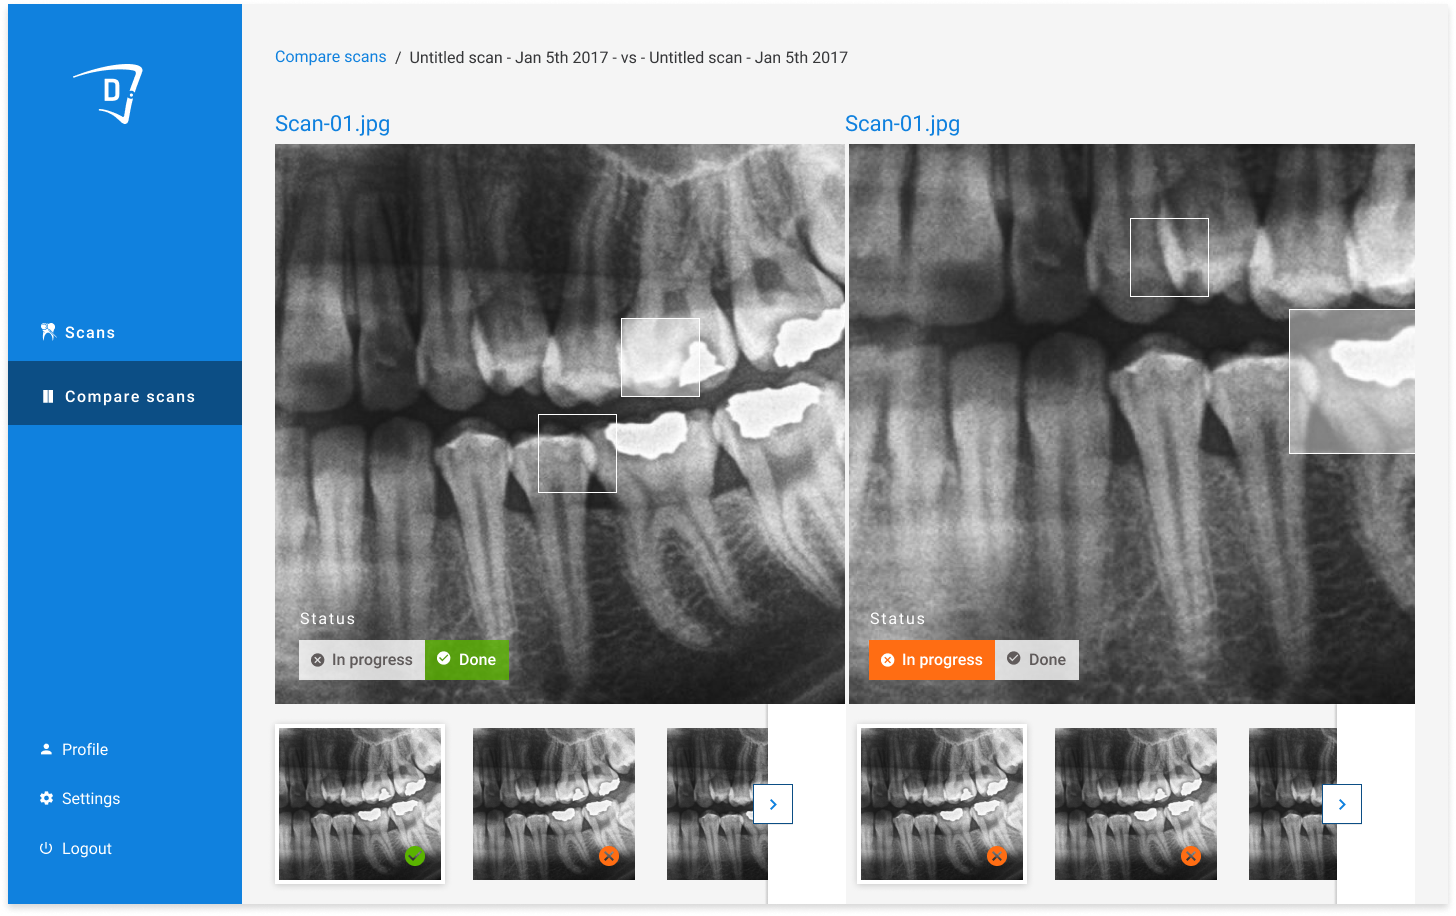 D
Compare scans / Untitled scan - Jan 5th 2017 - vs - Untitled scan - Jan 5th 2017
Scan-01.jpg
Scan-01.jpg
Scans
Compare scans
Status
In progress
Done
Status
In progress
Done
Profile
Settings
Logout